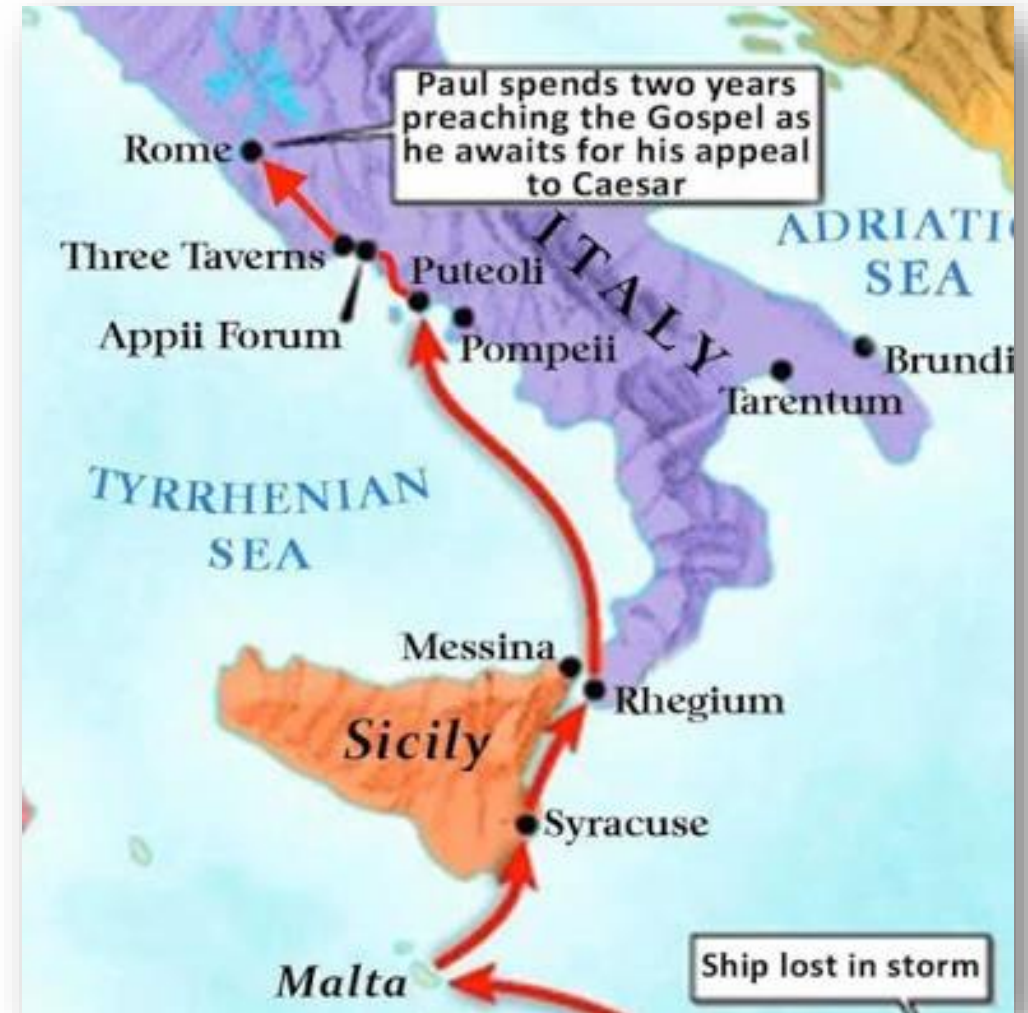 Paul spends two years
preaching the Gospel as
he awaits for his appeal
to Caesar
Rome
ADRIATI
SEA
ITALY
Three Taverns
Puteoli
Appii Forum
Pompeii
Brundi
Tarentum
TYRRHENIAN
SEA
Messina
Rhegium
Sicily
Syracuse
Ship lost in storm
Malta